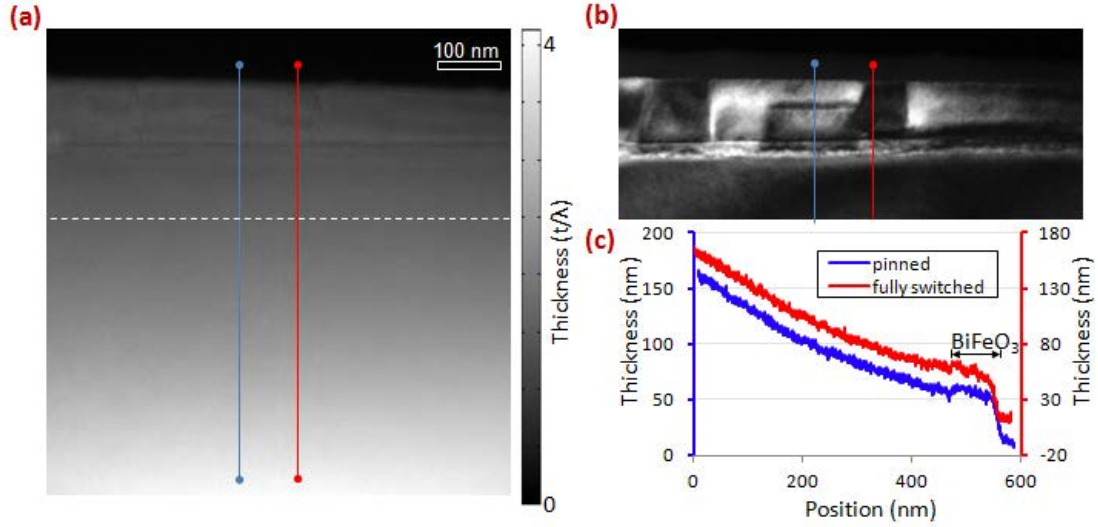 (a)
100 nm
4
Thickness (t/λ)
0
(b)
(c)
200
150
100
50
0
Thickness (nm)
180
130
80
30
-20
Thickness (nm)
pinned
fully switched
BiFeO3
0
200
400
600
Position (nm)